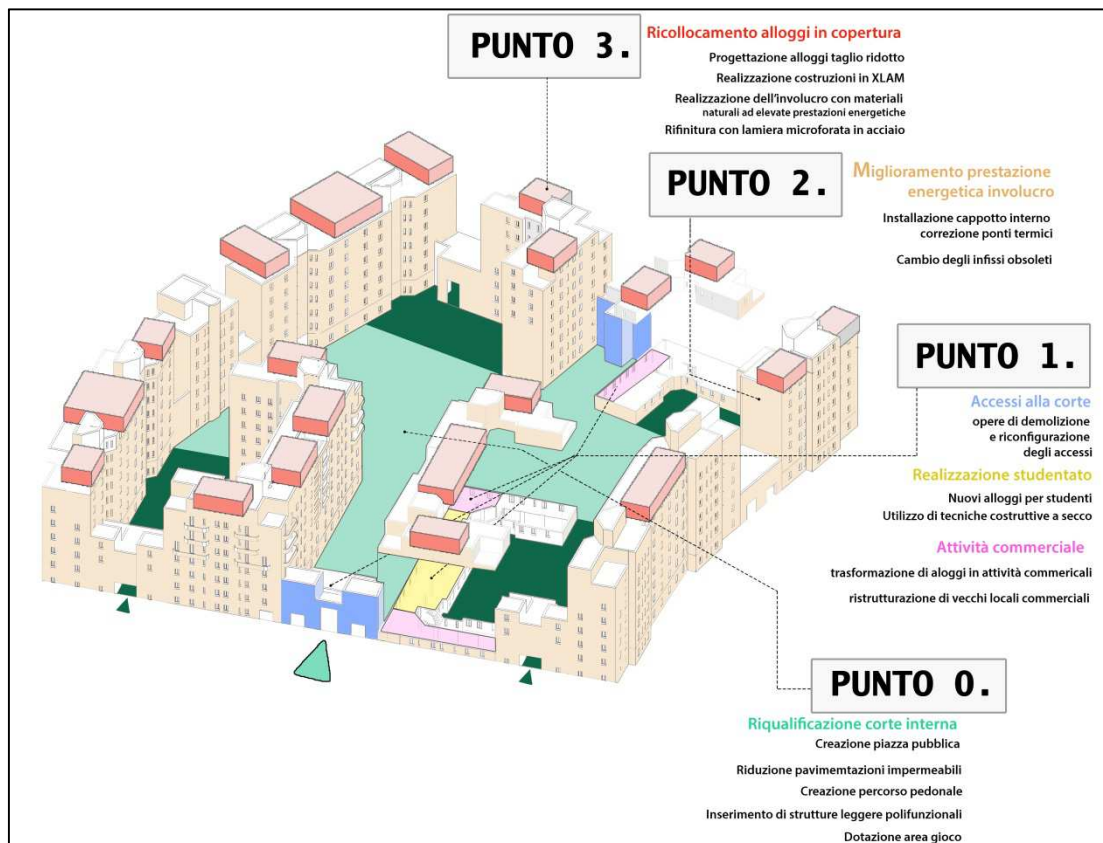 PUNTO 3.
Ricollocamento alloggi in copertura
Progettazione alloggi taglio ridotto
Realizzazione costruzioni in XLAM
Realizzazione dell'involucro con materiali
naturali ad elevate prestazioni energetiche
Rifinitura con lamiera microforata in acciaio
PUNTO 2.
Miglioramento prestazione
energetica involucro
Installazione cappotto interno
correzione ponti termici
Cambio degli infissi obsoleti
PUNTO 1.
Accessi alla corte
opere di demolizione
e riconfigurazione
degli accessi
Realizzazione studentato
Nuovi alloggi per studenti
Utilizzo di tecniche costruttive a secco
Attività commerciale
trasformazione di aloggi in attività commericali
ristrutturazione di vecchi locali commerciali
PUNTO 0.
Riqualificazione corte interna
Creazione piazza pubblica
Riduzione pavimemtazioni impermeabili
Creazione percorso pedonale
Inserimento di strutture leggere polifunzionali
Dotazione area gioco